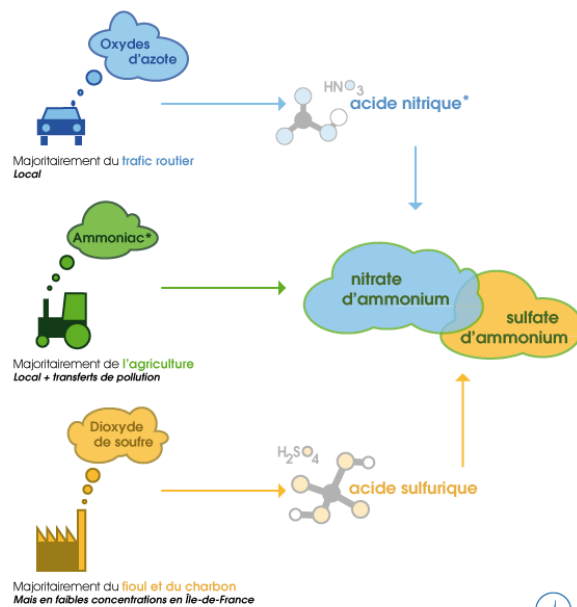 Oxydes
d'azote
HNO3
acide nitrique*
Majoritairement du trafic routier
Local
Ammoniac*
nitrate
d'ammonium
sulfate
d'ammonium
Majoritairement de l'agriculture
Local + transferts de pollution
Dioxyde
de soufre
H2SO4
acide sulfurique
Majoritairement du fioul et du charbon
Mais en faibles concentrations en Île-de-France